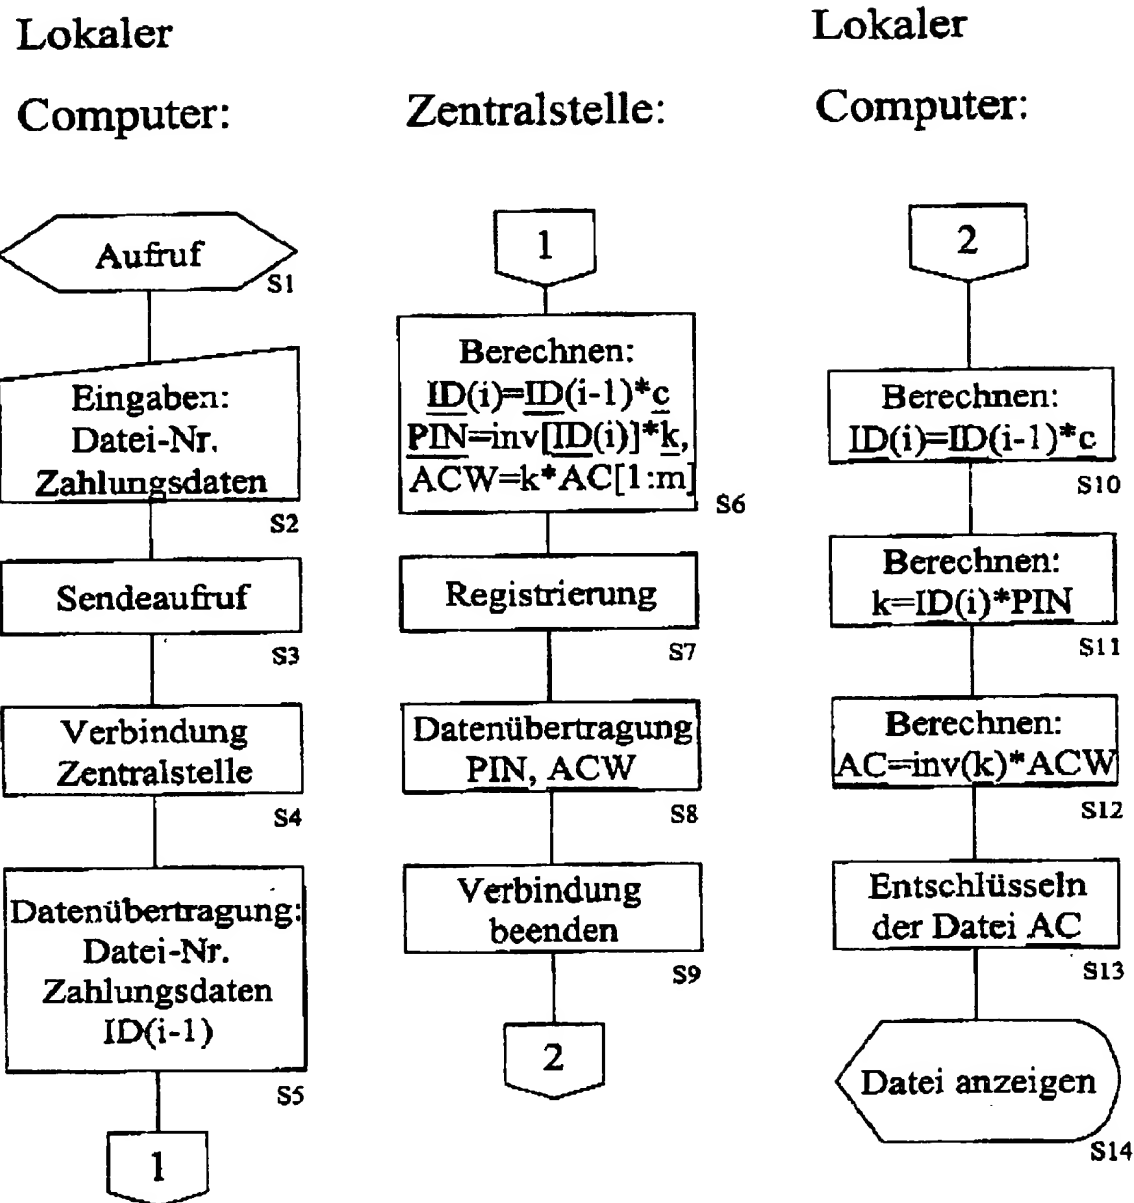 Lokaler
Computer:
Aufruf
S1
Eingaben:
Datei-Nr.
Zahlungsdaten
S2
Sendeaufruf
S3
Verbindung
Zentralstelle
S4
Datenübertragung:
Datei-Nr.
Zahlungsdaten
ID(i-1)
S5
1
Zentralstelle:
1
Berechnen:
ID(i)=ID(i-1)*c
PIN=inv[ID(i)]*k,
ACW=k*AC[1:m]
S6
Registrierung
S7
Datenübertragung
PIN, ACW
S8
Verbindung
beenden
S9
2
Lokaler
Computer:
2
Berechnen:
ID(i)=ID(i-1)*c
S10
Berechnen:
k=ID(i)*PIN
S11
Berechnen:
AC=inv(k)*ACW
S12
Entschlüsseln
der Datei AC
S13
Datei anzeigen
S14